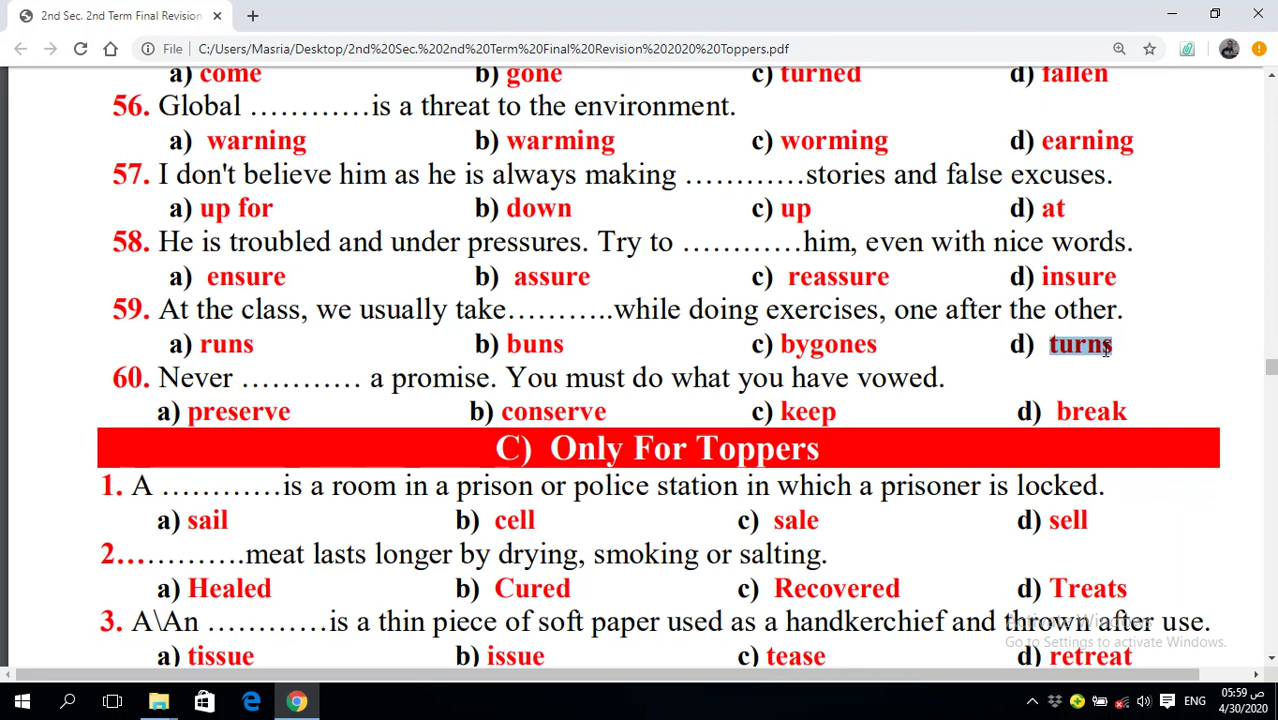 2nd Sec. 2nd Term Final Revision
File C:/Users/Masria/Desktop/2nd%20Sec.%202nd%20Term%20Final%20Revision%202020%20Toppers.pdf
a) come b) gone c) turned d) fallen
56. Global …………is a threat to the environment.
a) warning b) warming c) worming d) earning
57. I don't believe him as he is always making …………stories and false excuses.
a) up for b) down c) up d) at
58. He is troubled and under pressures. Try to …………him, even with nice words.
a) ensure b) assure c) reassure d) insure
59. At the class, we usually take………..while doing exercises, one after the other.
a) runs b) buns c) bygones d) turns
60. Never ………… a promise. You must do what you have vowed.
a) preserve b) conserve c) keep d) break
C) Only For Toppers
1. A …………is a room in a prison or police station in which a prisoner is locked.
a) sail b) cell c) sale d) sell
2…………meat lasts longer by drying, smoking or salting.
a) Healed b) Cured c) Recovered d) Treats
3. A\An …………is a thin piece of soft paper used as a handkerchief and thrown after use.
a) tissue b) issue c) tease d) retreat
Activate Windows
Go to Settings to activate Windows.
ENG
05:59 ص
4/30/2020